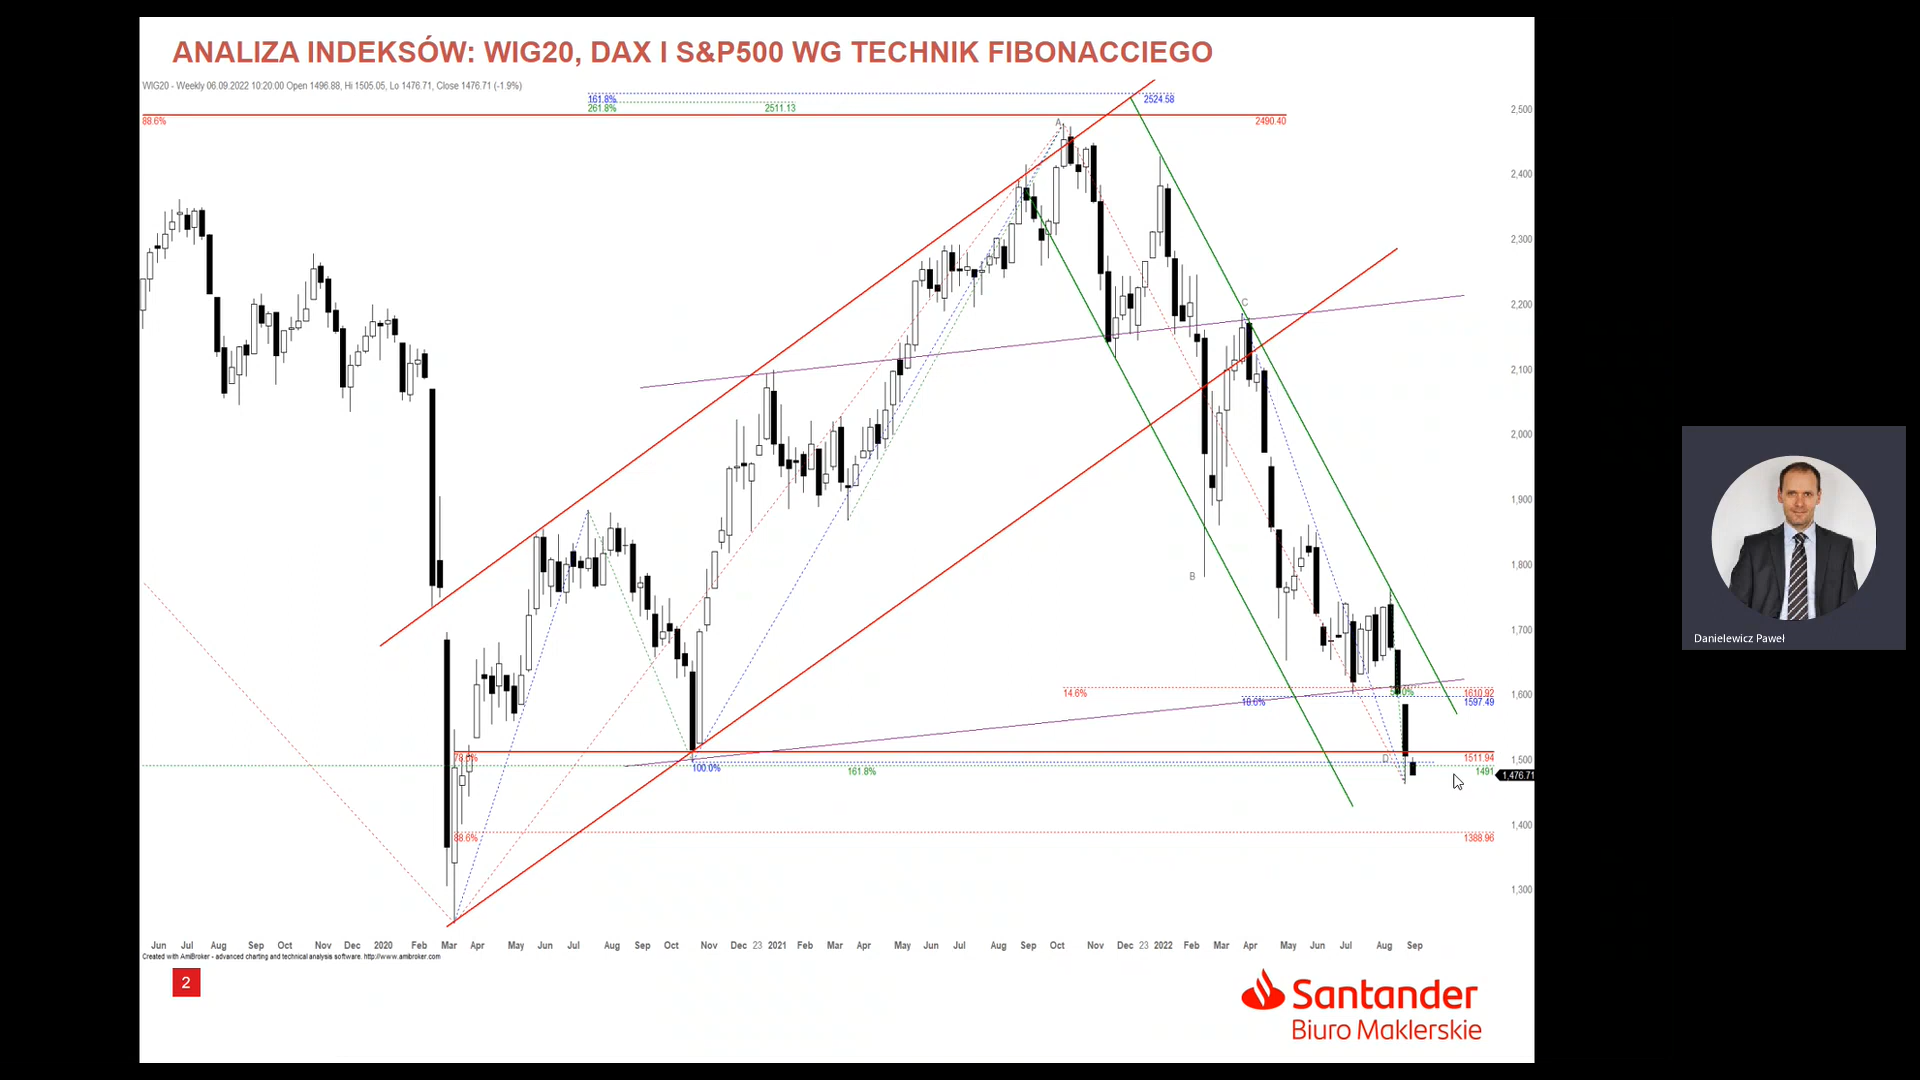 ANALIZA INDEKSÓW: WIG20, DAX I S&P500 WG TECHNIK FIBONACCIEGO
WIG20 - Weekly 06.09.2022 10:20.00 Open 1496.88, Hi 1505.05, Lo 1476.71, Close 1476.71 (-1.9%)
161.8% 2524.58
261.8% 2511.13
2,500
88.6% 2490.40
A
2,400
2,300
C
2,200
2,100
2,000
1,900
1,800
B
1,700
14.6% 1610.92
1,600
1597.49
78.6% 1511.94
D 1,500
100.0% 161.8% 1491
1,476.71
1,400
88.6% 1388.96
1,300
Jun Jul Aug Sep Oct Nov Dec 2020 Feb Mar Apr May Jun Jul Aug Sep Oct Nov Dec 23 2021 Feb Mar Apr May Jun Jul Aug Sep Oct Nov Dec 23 2022 Feb Mar Apr May Jun Jul Aug Sep
Created with AmiBroker - advanced charting and technical analysis software. http://www.amibroker.com
2
Santander
Biuro Maklerskie
Danielewicz Paweł